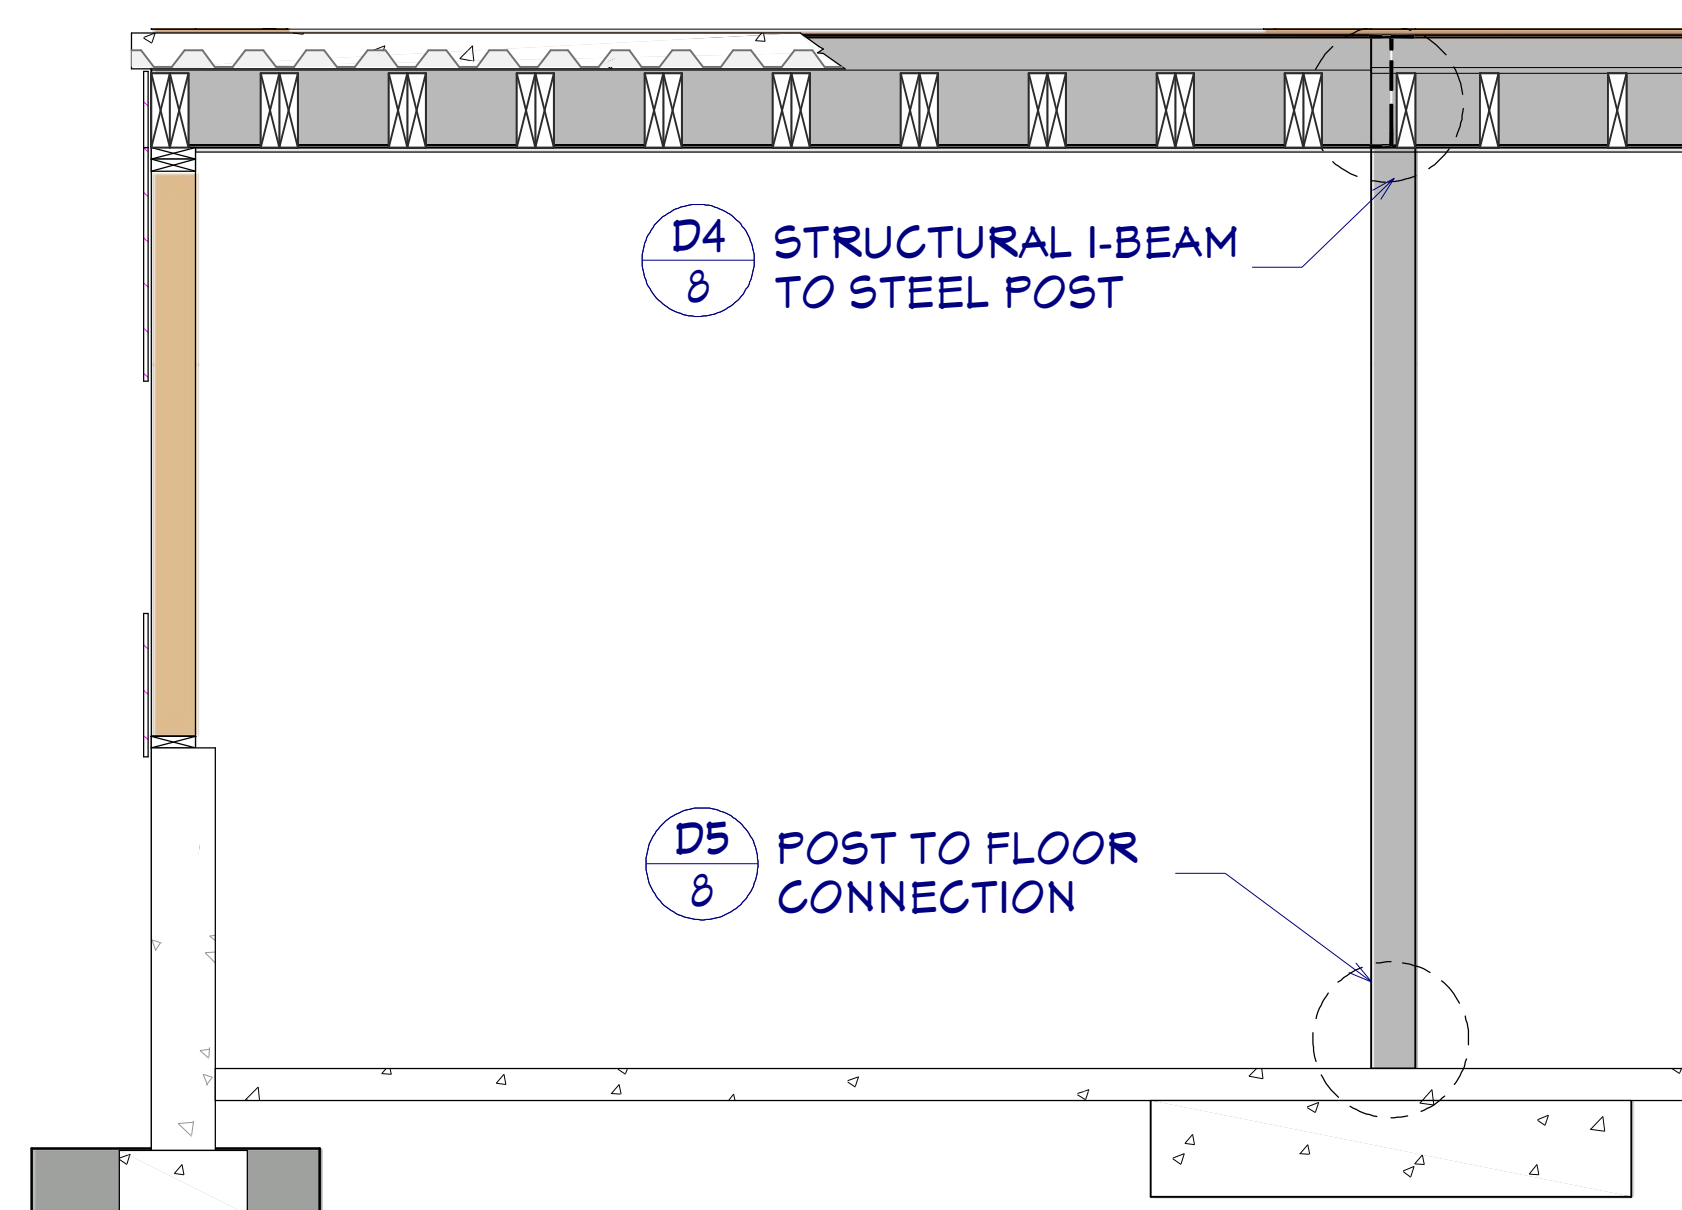 D4
8
STRUCTURAL I-BEAM
TO STEEL POST
D5
8
POST TO FLOOR
CONNECTION